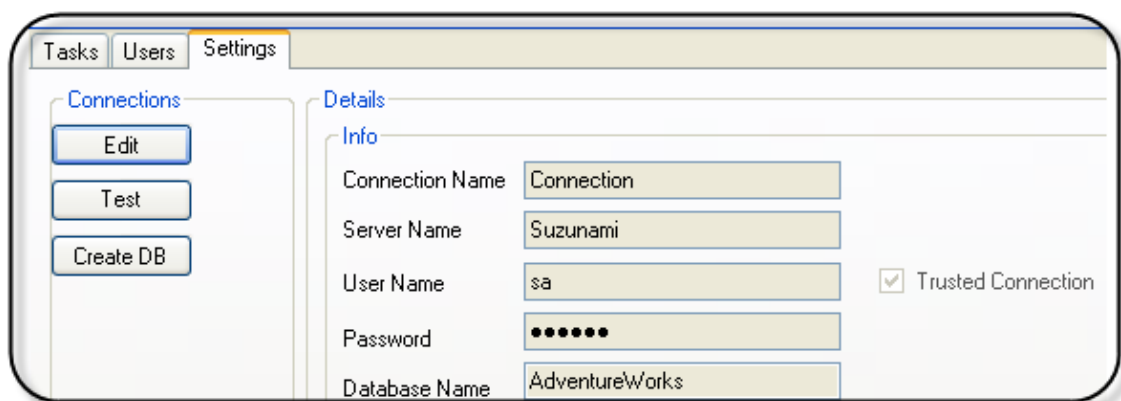 Tasks Users Settings
Connections
Edit
Test
Create DB
Details
Info
Connection Name Connection
Server Name Suzunami
User Name sa Trusted Connection
Password ••••••
Database Name AdventureWorks